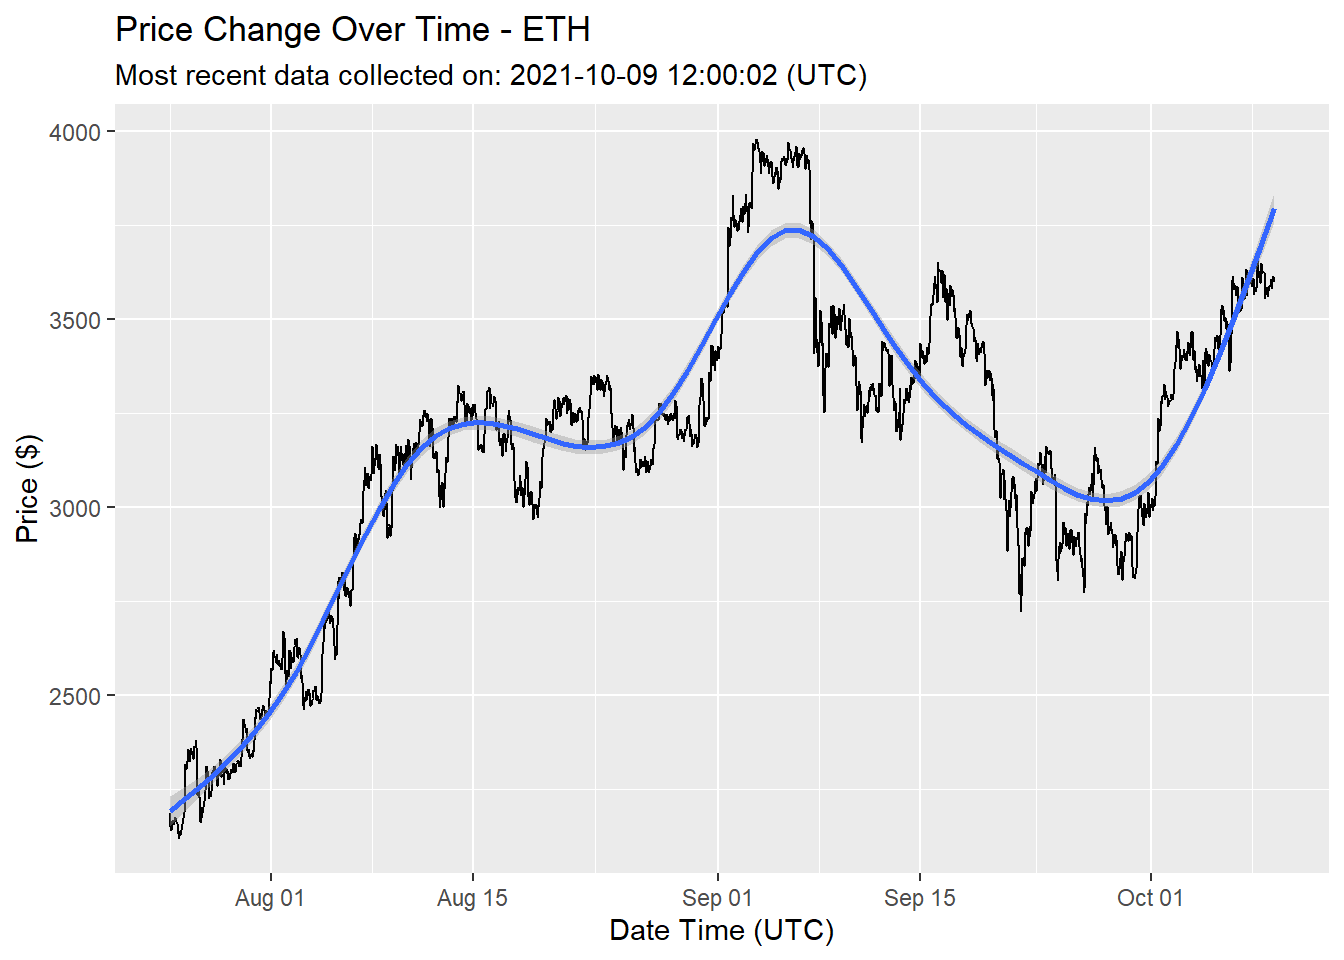 Price Change Over Time - ETH
Most recent data collected on: 2021-10-09 12:00:02 (UTC)
4000
3500
3000
2500
Price ($)
Aug 01
Aug 15
Sep 01
Sep 15
Oct 01
Date Time (UTC)